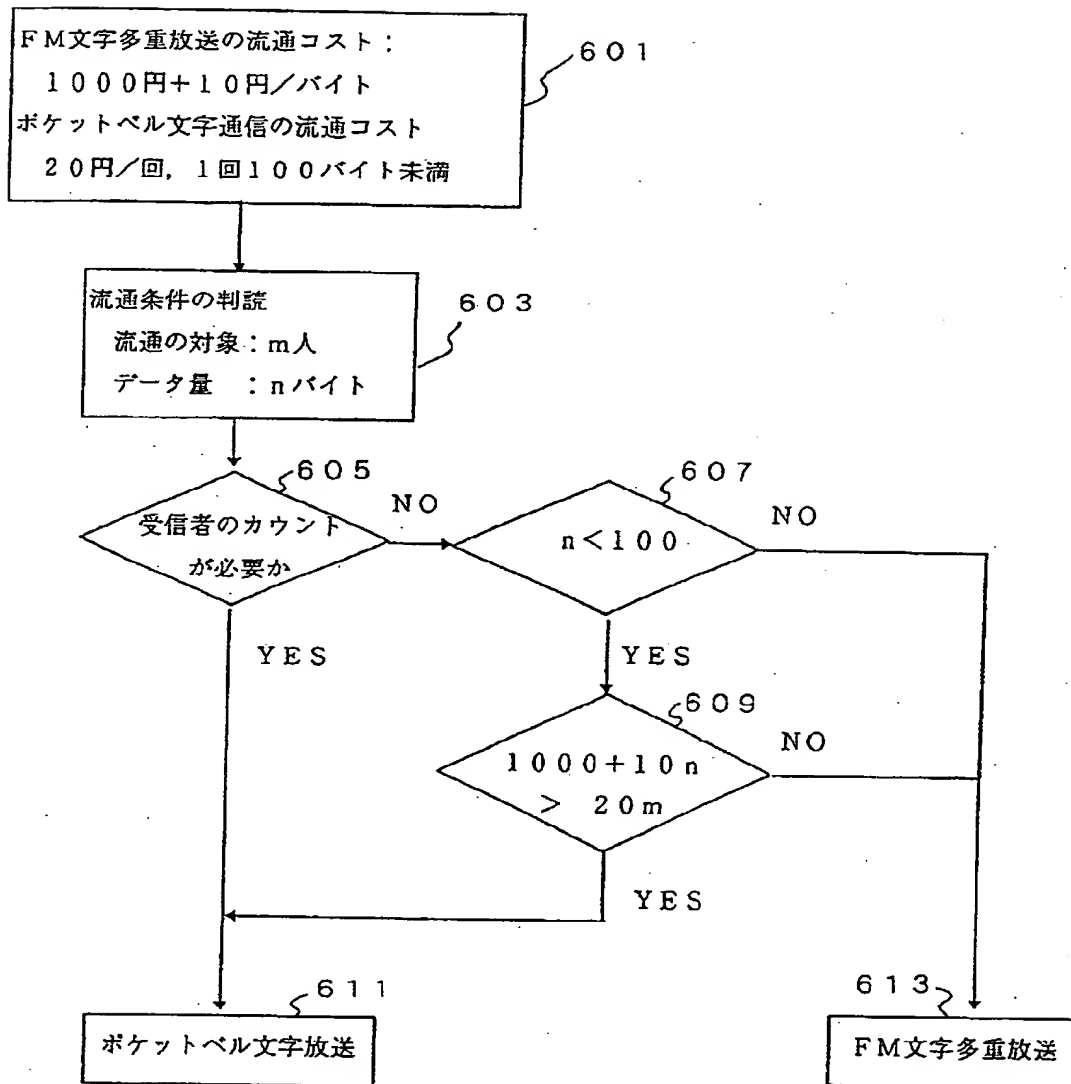 FM文字多重放送の流通コスト:
1000円+10円/バイト
ポケットベル文字通信の流通コスト
20円/回, 1回100バイト未満
601
流通条件の判読
流通の対象:m人
データ量 :nバイト
603
605
受信者のカウント
が必要か
NO
607
n<100
NO
YES
YES
609
1000+10n
> 20m
NO
YES
611
ポケットベル文字放送
613
FM文字多重放送